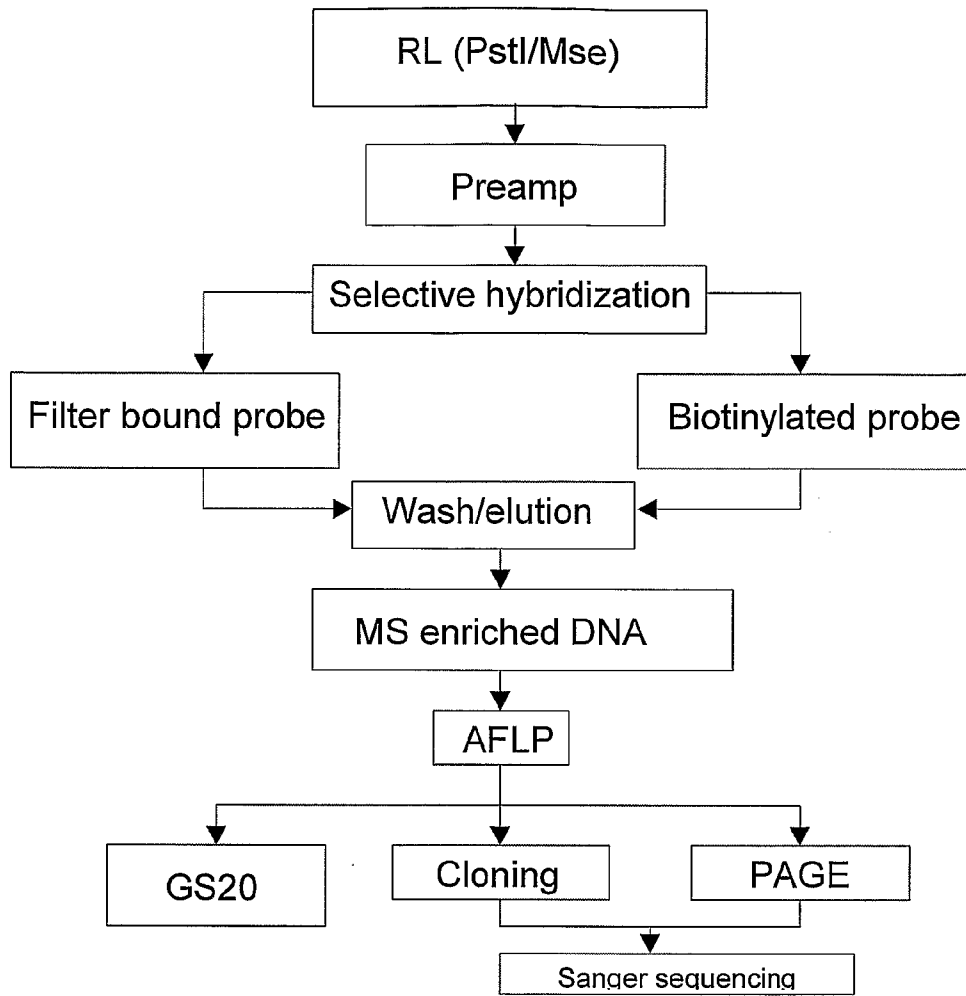 RL (PstI/Mse)
Preamp
Selective hybridization
Filter bound probe
Biotinylated probe
Wash/elution
MS enriched DNA
AFLP
GS20
Cloning
PAGE
Sanger sequencing